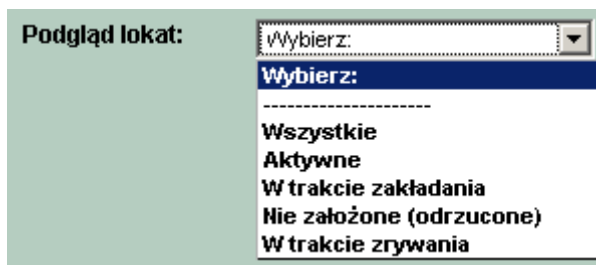 Podgląd lokat: Wybierz:
Wybierz:
---------------------
Wszystkie
Aktywne
W trakcie zakładania
Nie założone (odrzucone)
W trakcie zrywania